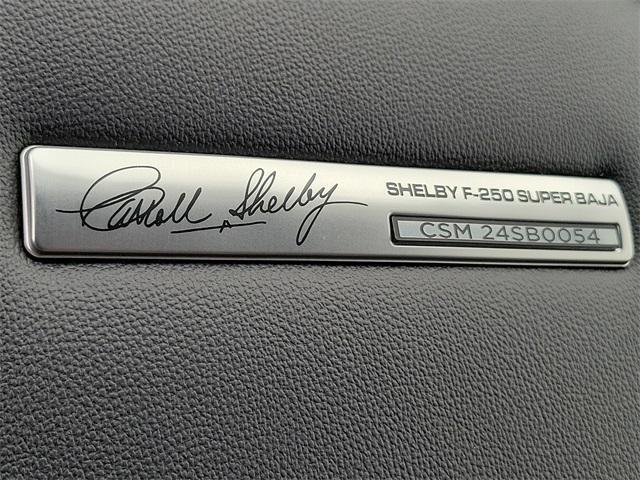 Carroll Shelby
SHELBY F-250 SUPER BAJA
CSM 24SB0054